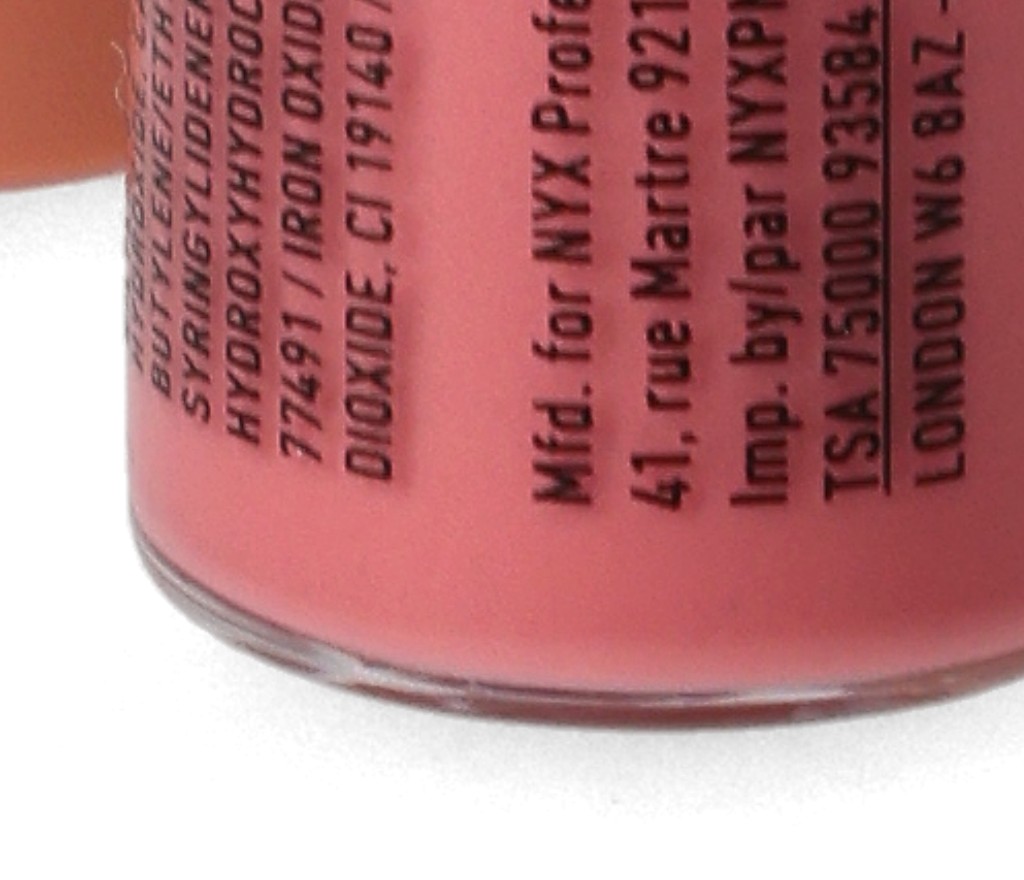 BUTYLENE/ETH
SYRINGYLIDENE
HYDROXYHYDROC
77491 / IRON OXID
DIOXIDE, CI 19140 /
Mfd. for NYX Profe
41, rue Martre 921
Imp. by/par NYXP
TSA 75000 93584
LONDON W6 8AZ -